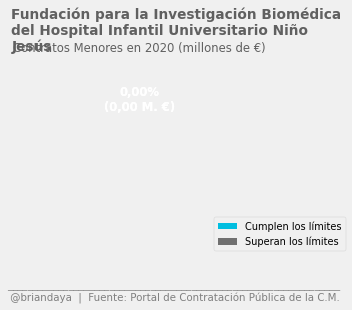 Fundación para la Investigación Biomédica
del Hospital Infantil Universitario Niño
Jesús
Contratos Menores en 2020 (millones de €)
0,00%
(0,00 M. €)
Cumplen los límites
Superan los límites
@briandaya | Fuente: Portal de Contratación Pública de la C.M.